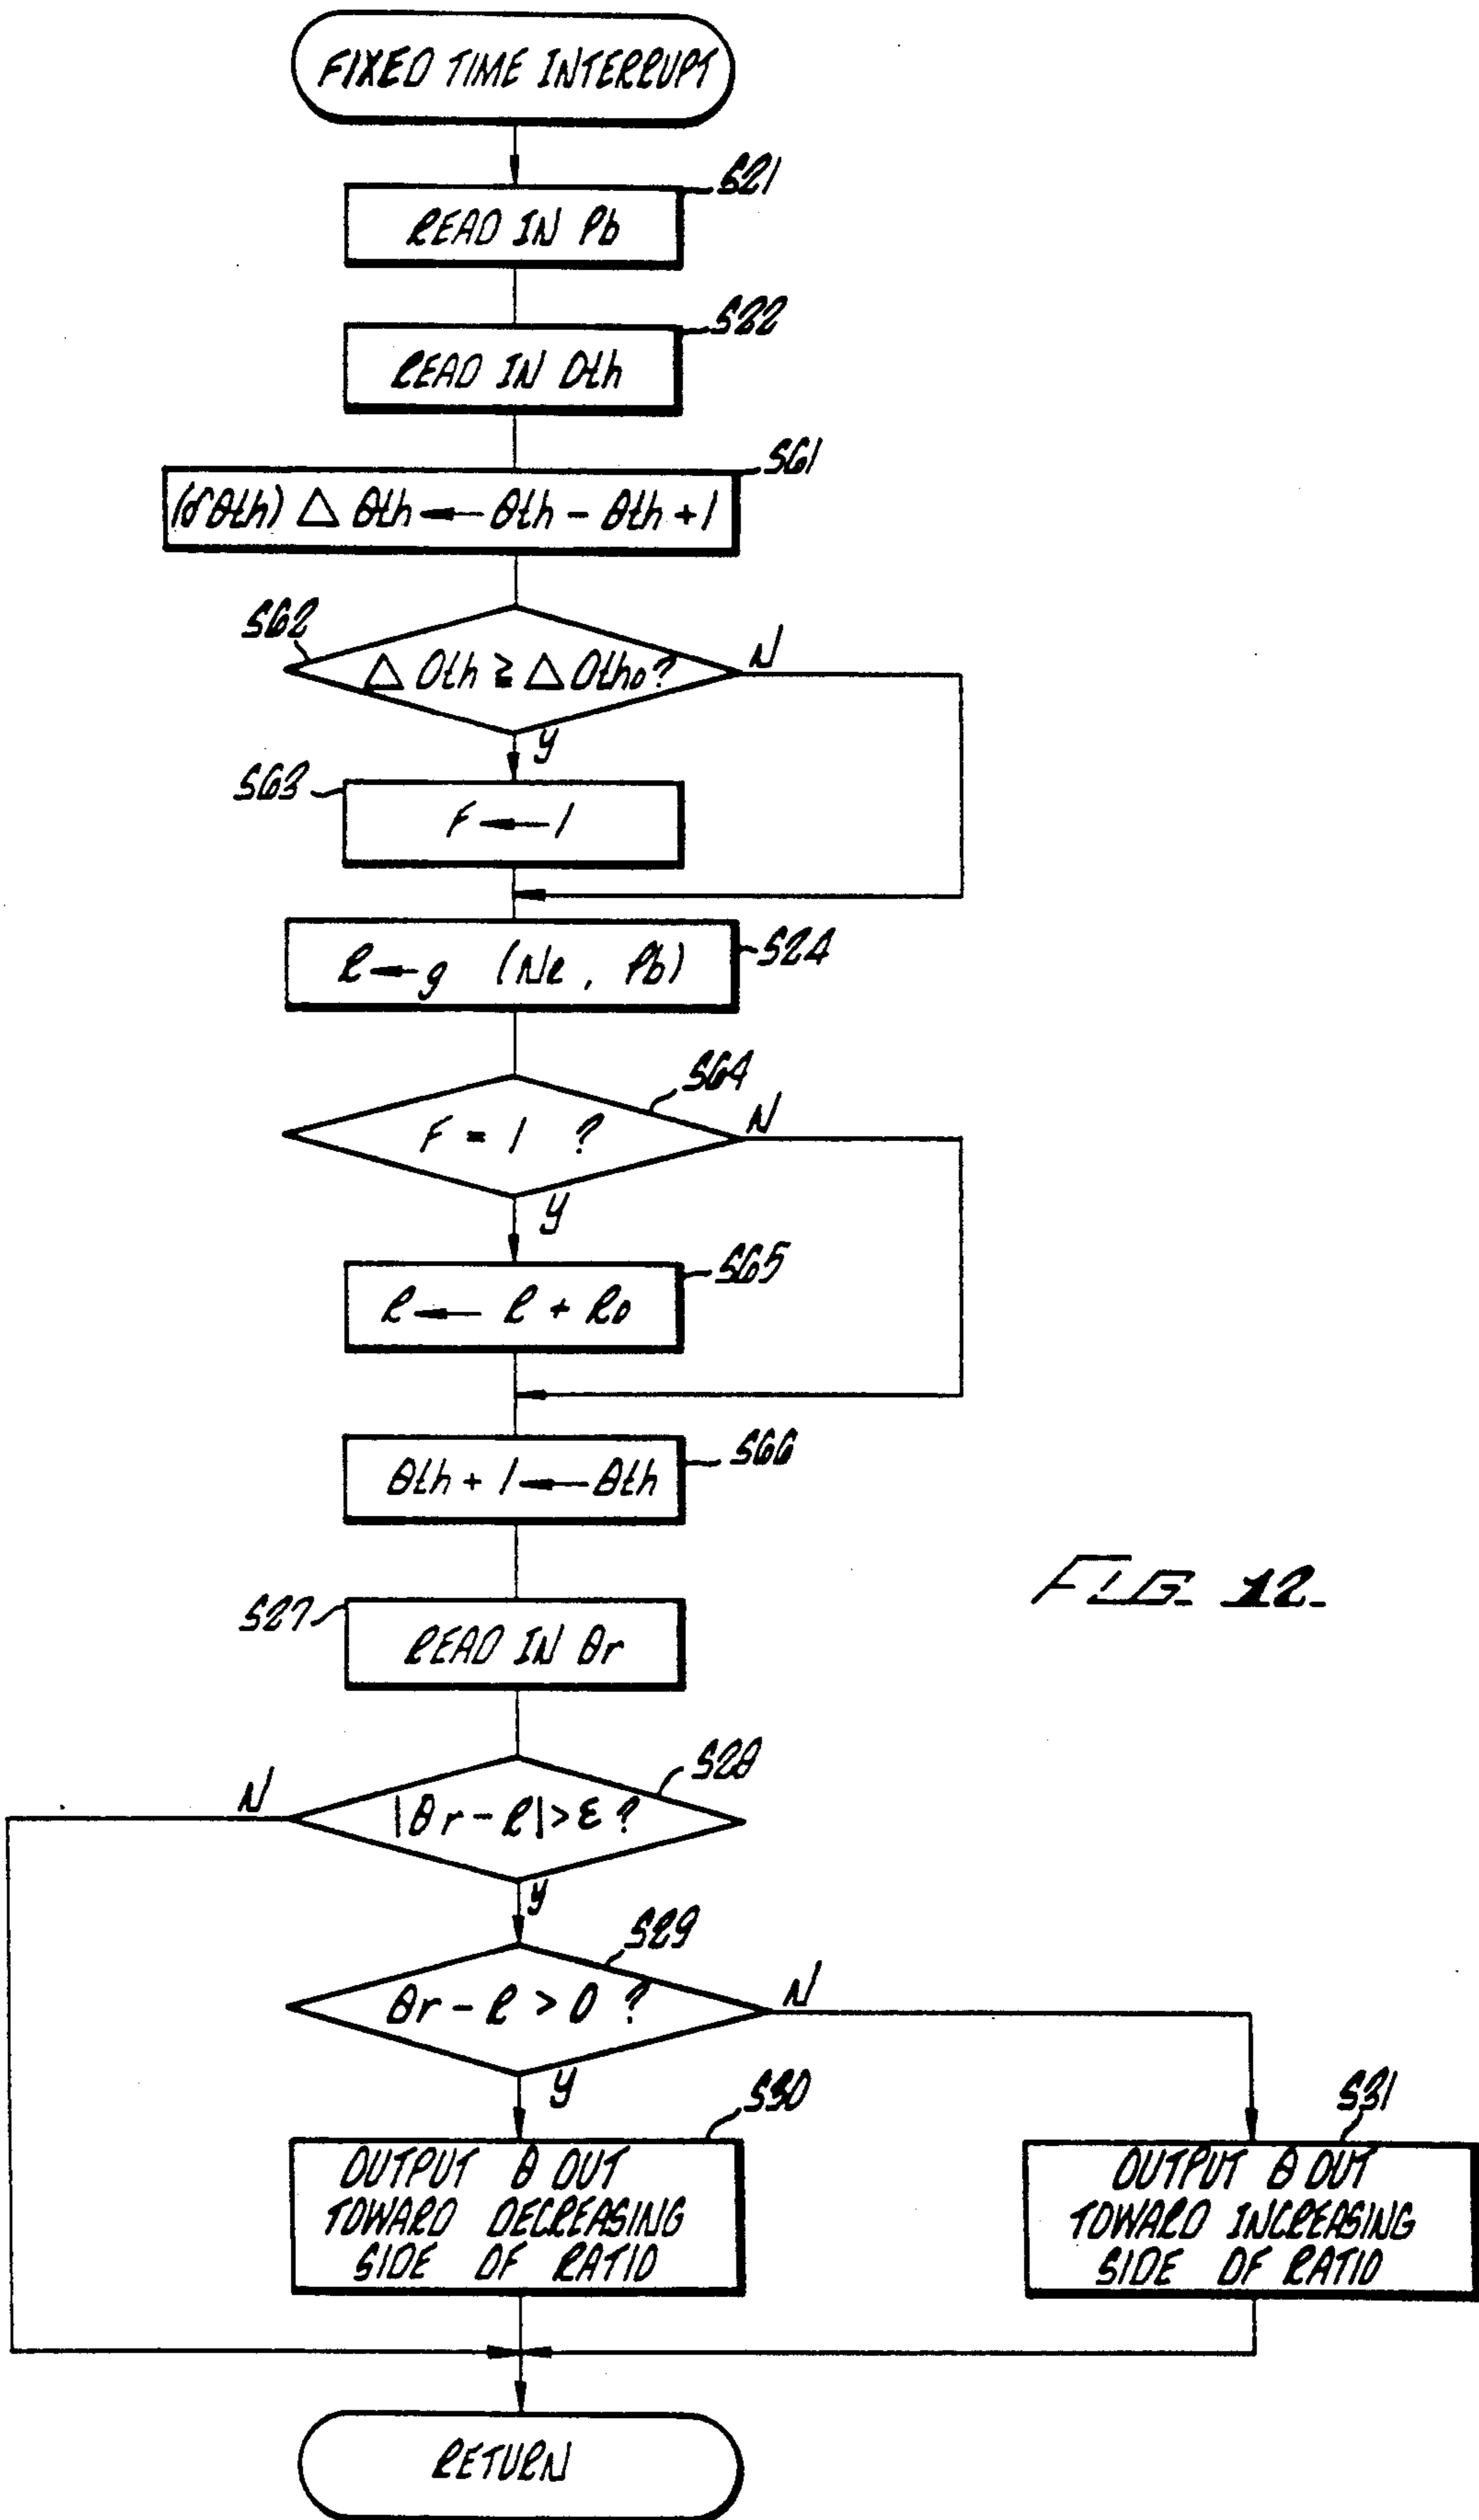 FIXED TIME INTERRUPT
S21
READ IN Pb
S22
READ IN θth
S61
(dθth) △ θth ← θth - θth + 1
S62
△ θth ≧ △ θtho?
N
Y
S63
F ← 1
R ← g (Ne, Pb)
S24
S64
F = 1 ?
N
Y
S65
R ← R + Ro
S66
θth + 1 ← θth
S27
READ IN θr
S28
N
|θr - R| > ε ?
Y
S29
θr - R > 0 ?
N
Y
S30
OUTPUT θ OUT
TOWARD DECREASING
SIDE OF RATIO
S31
OUTPUT θ OUT
TOWARD INCREASING
SIDE OF RATIO
RETURN
FIG. 12.